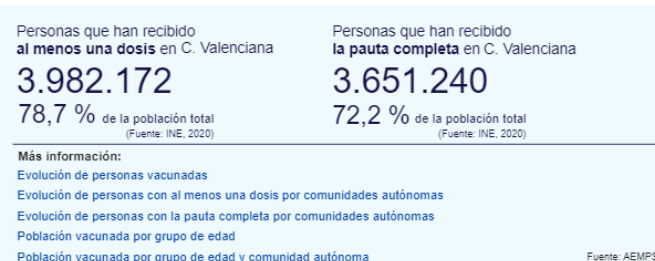 Personas que han recibido
al menos una dosis en C. Valenciana
3.982.172
78,7 % de la población total
(Fuente: INE, 2020)
Personas que han recibido
la pauta completa en C. Valenciana
3.651.240
72,2 % de la población total
(Fuente: INE, 2020)
Más información:
Evolución de personas vacunadas
Evolución de personas con al menos una dosis por comunidades autónomas
Evolución de personas con la pauta completa por comunidades autónomas
Población vacunada por grupo de edad
Población vacunada por grupo de edad y comunidad autónoma
Fuente: AEMPS